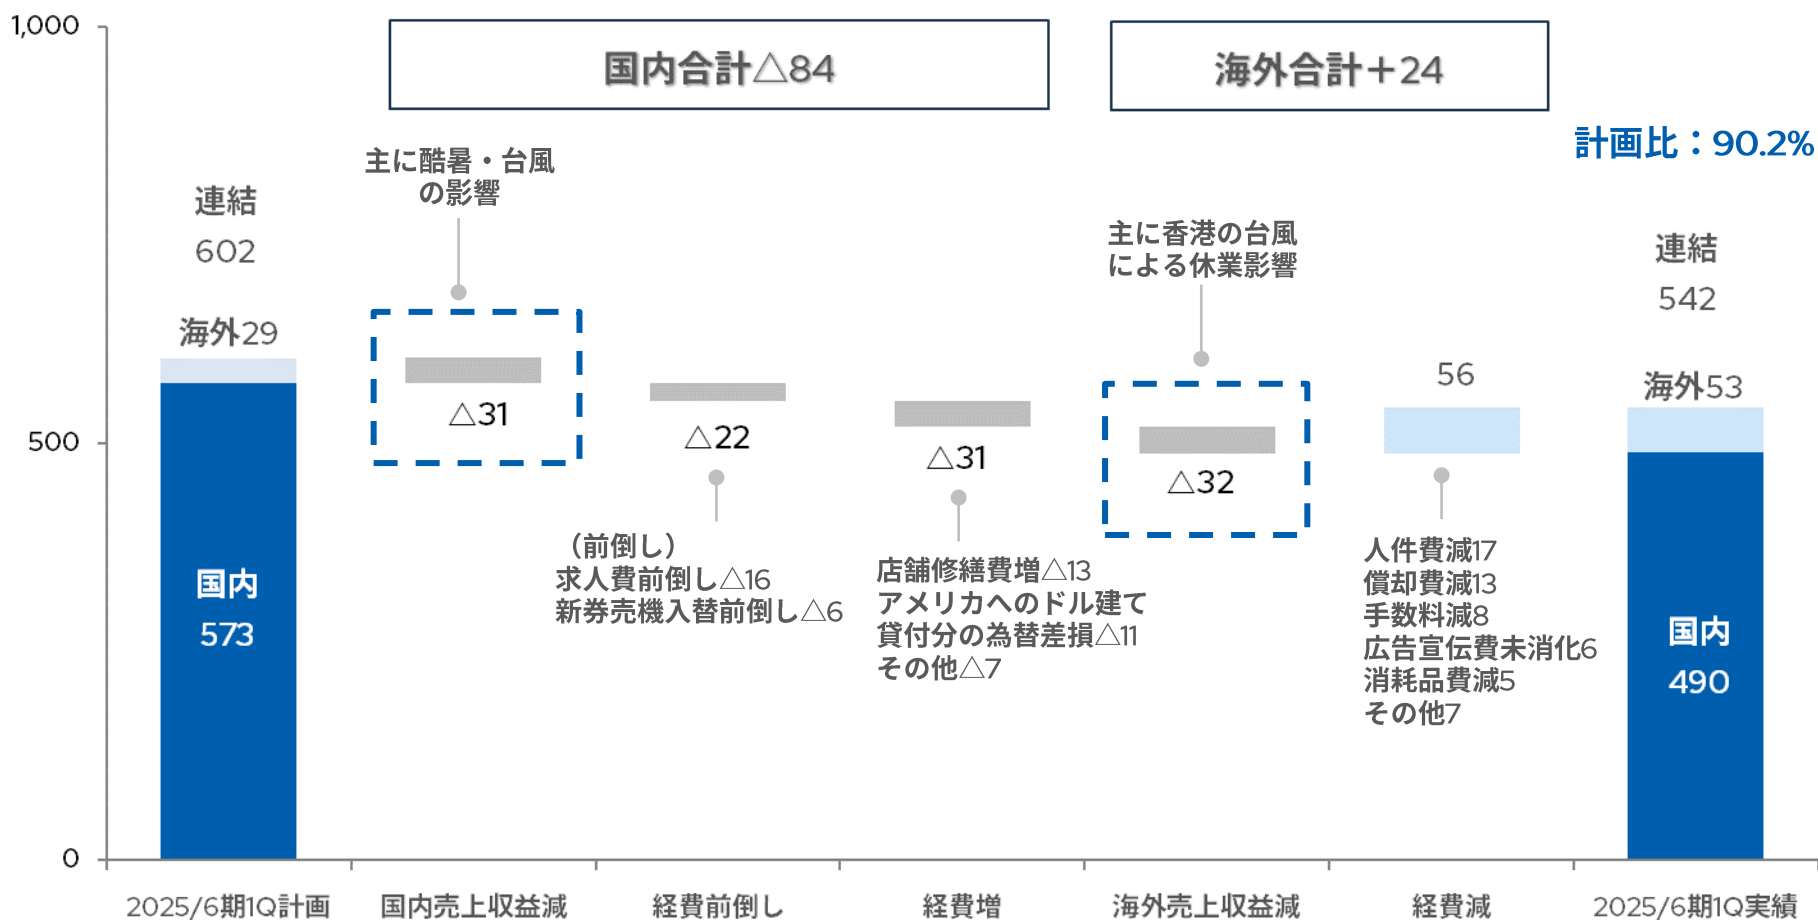 1,000
国内合計△84
海外合計＋24
計画比：90.2%
主に酷暑・台風
の影響
連結
602
主に香港の台風
による休業影響
連結
542
海外29
56
海外53
△31
△22
△31
△32
500
（前倒し）
求人費前倒し△16
新券売機入替前倒し△6
店舗修繕費増△13
アメリカへのドル建て
貸付分の為替差損△11
その他△7
人件費減17
償却費減13
手数料減8
広告宣伝費未消化6
消耗品費減5
その他7
国内
573
国内
490
0
2025/6期1Q計画
国内売上収益減
経費前倒し
経費増
海外売上収益減
経費減
2025/6期1Q実績